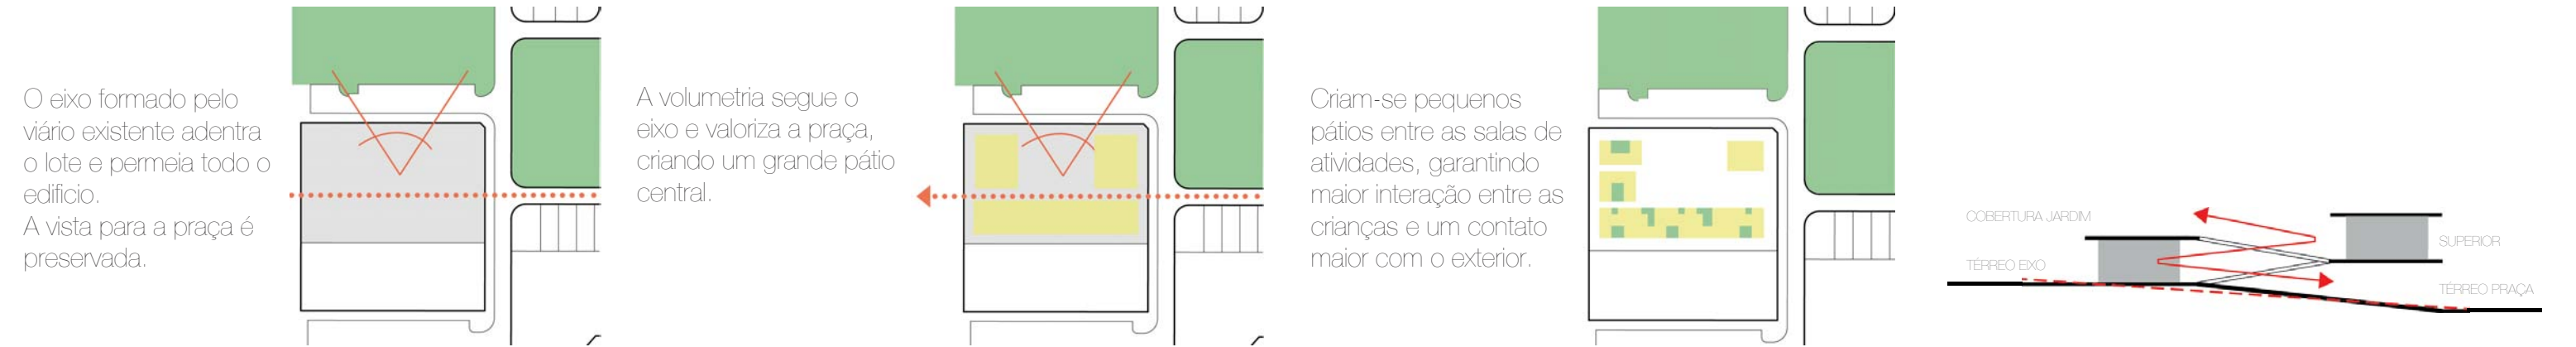 O eixo formado pelo
viário existente adentra
o lote e permeia todo o
edificio.
A vista para a praça é
preservada.
A volumetria segue o
eixo e valoriza a praça,
criando um grande pátio
central.
Criam-se pequenos
pátios entre as salas de
atividades, garantindo
maior interação entre as
crianças e um contato
maior com o exterior.
COBERTURA JARDIM
SUPERIOR
TÉRREO EIXO
TÉRREO PRAÇA